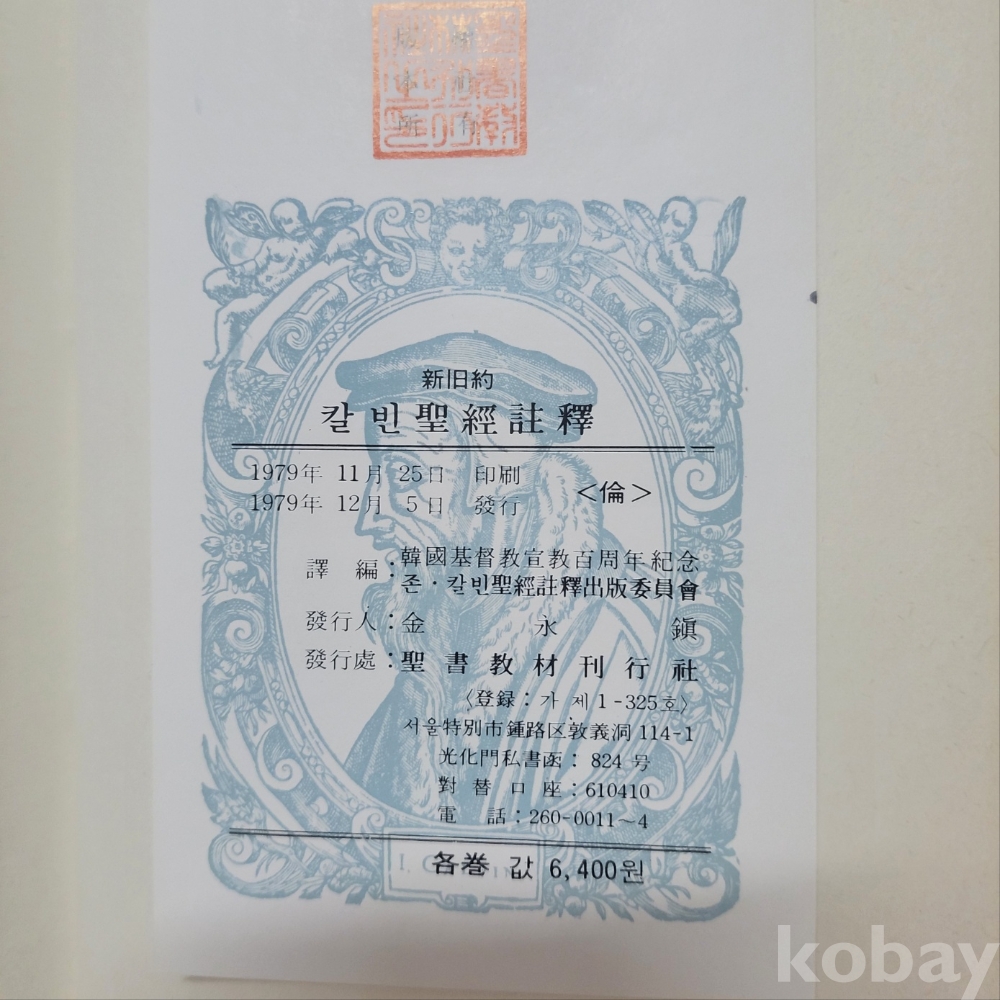 新旧約
칼빈聖經註釋
1979年 11月 25日 印刷
1979年 12月 5日 發行
<倫>
譯 編 : 韓國基督教宣教百周年紀念
존·칼빈聖經註釋出版委員會
發行人 : 金 永 鎭
發行處 : 聖書教材刊行社
〈登録 : 가 제 1-325호〉
서울特別市鍾路区敦義洞 114-1
光化門私書函 : 824 号
對替口座 : 610410
電 話 : 260-0011~4
各巻 값 6,400원
kobay